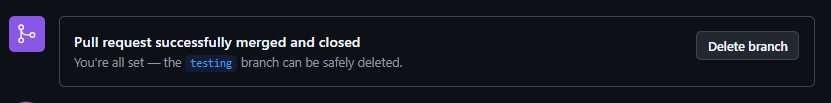 Pull request successfully merged and closed
You're all set — the testing branch can be safely deleted.
Delete branch